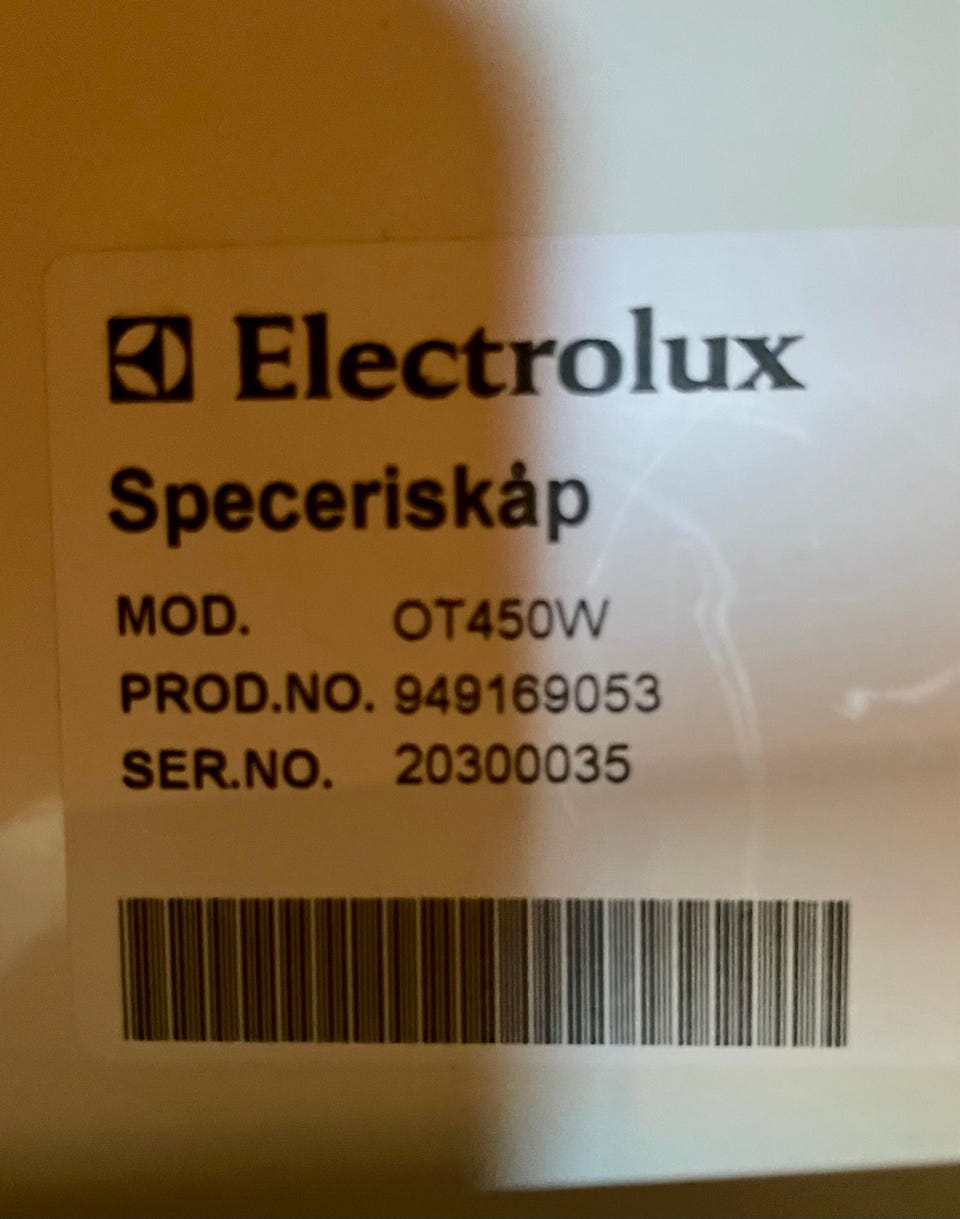 Electrolux
Speceriskåp
MOD. OT450W
PROD.NO. 949169053
SER.NO. 20300035